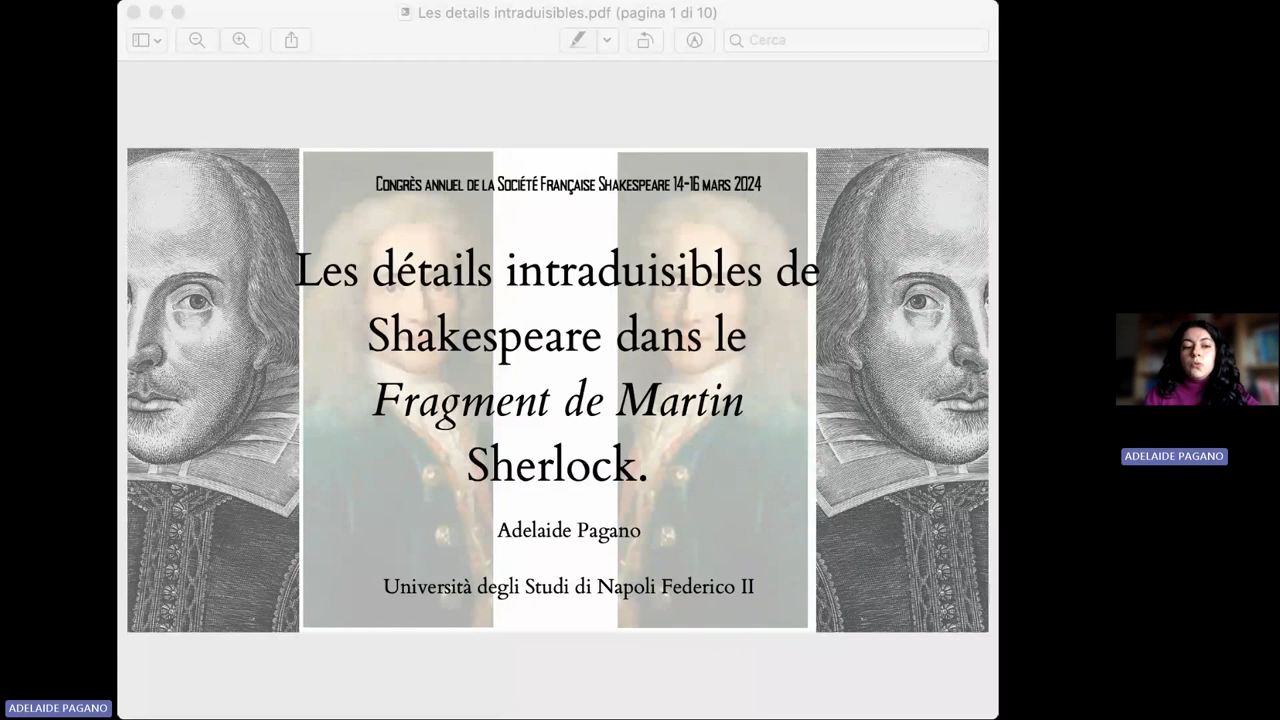 Les details intraduisibles.pdf (pagina 1 di 10)
Cerca
Congrès annuel de la Société Française Shakespeare 14-16 mars 2024
Les détails intraduisibles de
Shakespeare dans le
Fragment de Martin
Sherlock.
Adelaide Pagano
Università degli Studi di Napoli Federico II
ADELAIDE PAGANO
ADELAIDE PAGANO